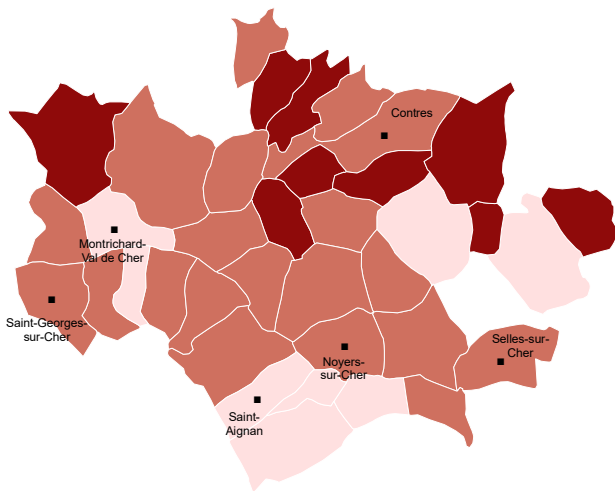 Contres
Montrichard-
Val de Cher
Saint-Georges-
sur-Cher
Selles-sur-
Cher
Noyers-
sur-Cher
Saint-
Aignan